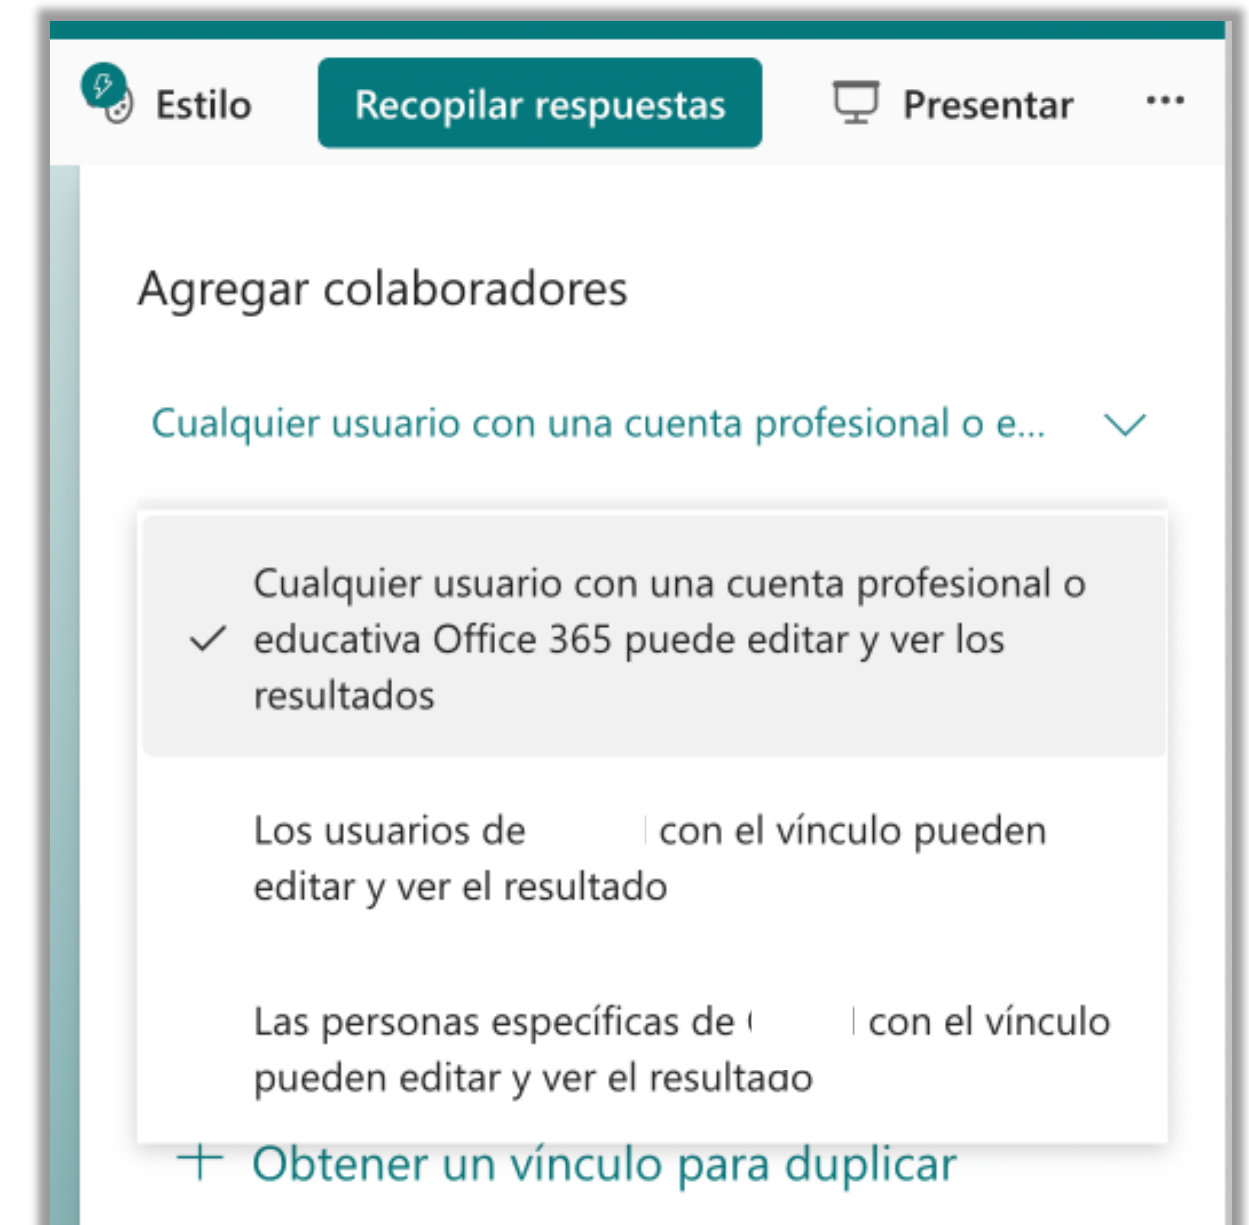 Estilo Recopilar respuestas Presentar ...
Agregar colaboradores
Cualquier usuario con una cuenta profesional o e...
Cualquier usuario con una cuenta profesional o
educativa Office 365 puede editar y ver los
resultados
Los usuarios de con el vínculo pueden
editar y ver el resultado
Las personas específicas de con el vínculo
pueden editar y ver el resultado
+ Obtener un vínculo para duplicar